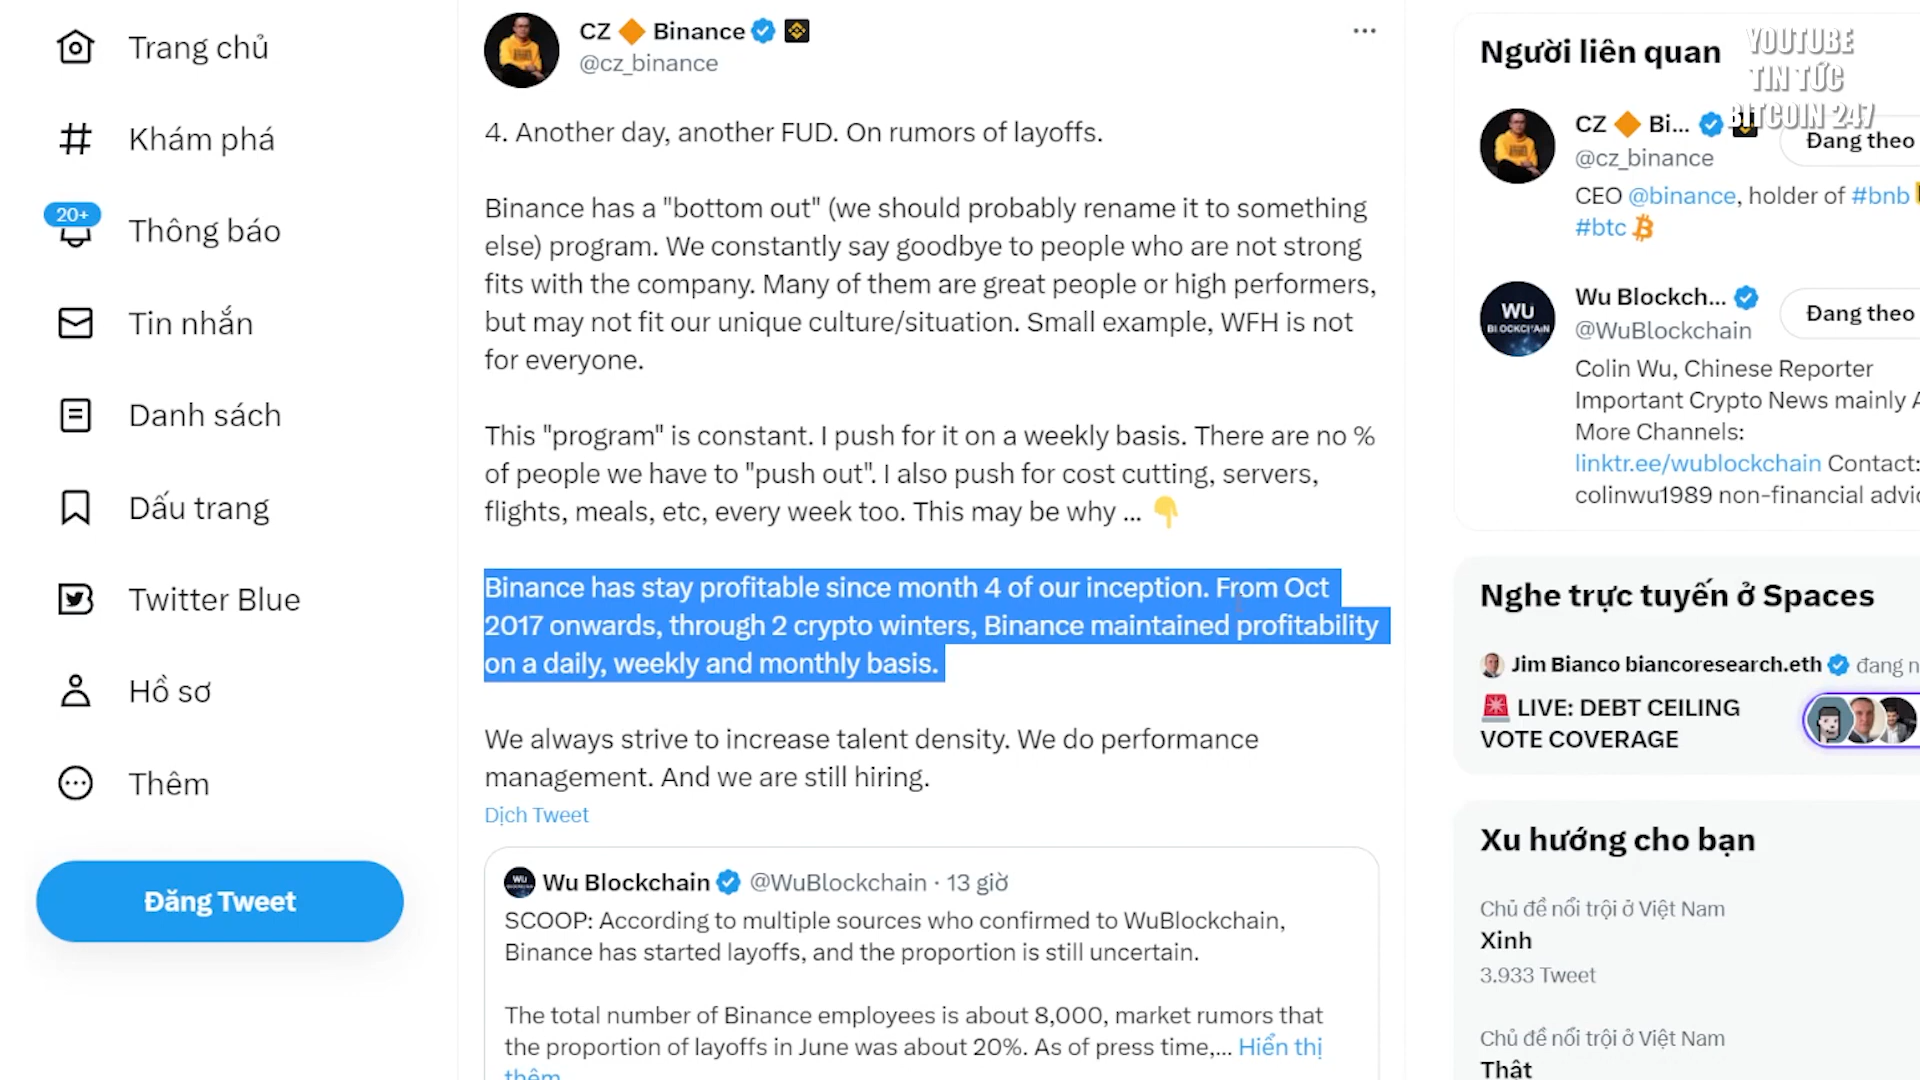 Trang chủ
Khám phá
20+
Thông báo
Tin nhắn
Danh sách
Dấu trang
Twitter Blue
Hồ sơ
Thêm
Đăng Tweet
CZ 🔶 Binance
@cz_binance
4. Another day, another FUD. On rumors of layoffs.
Binance has a "bottom out" (we should probably rename it to something
else) program. We constantly say goodbye to people who are not strong
fits with the company. Many of them are great people or high performers,
but may not fit our unique culture/situation. Small example, WFH is not
for everyone.
This "program" is constant. I push for it on a weekly basis. There are no %
of people we have to "push out". I also push for cost cutting, servers,
flights, meals, etc, every week too. This may be why ... 👇
Binance has stay profitable since month 4 of our inception. From Oct
2017 onwards, through 2 crypto winters, Binance maintained profitability
on a daily, weekly and monthly basis.
We always strive to increase talent density. We do performance
management. And we are still hiring.
Dịch Tweet
WU
Wu Blockchain @WuBlockchain · 13 giờ
SCOOP: According to multiple sources who confirmed to WuBlockchain,
Binance has started layoffs, and the proportion is still uncertain.
The total number of Binance employees is about 8,000, market rumors that
the proportion of layoffs in June was about 20%. As of press time,... Hiển thị
thêm
Người liên quan
YOUTUBE
TIN TỨC
BITCOIN 247
CZ 🔶 Bi...
Đang theo
@cz_binance
CEO @binance, holder of #bnb
#btc
WU
BLOCKCHAIN
Wu Blockch...
Đang theo
@WuBlockchain
Colin Wu, Chinese Reporter
Important Crypto News mainly A
More Channels:
linktr.ee/wublockchain Contact:
colinwu1989 non-financial advic
Nghe trực tuyến ở Spaces
Jim Bianco biancoresearch.eth đang n
🚨 LIVE: DEBT CEILING
VOTE COVERAGE
Xu hướng cho bạn
Chủ đề nổi trội ở Việt Nam
Xinh
3.933 Tweet
Chủ đề nổi trội ở Việt Nam
Thật